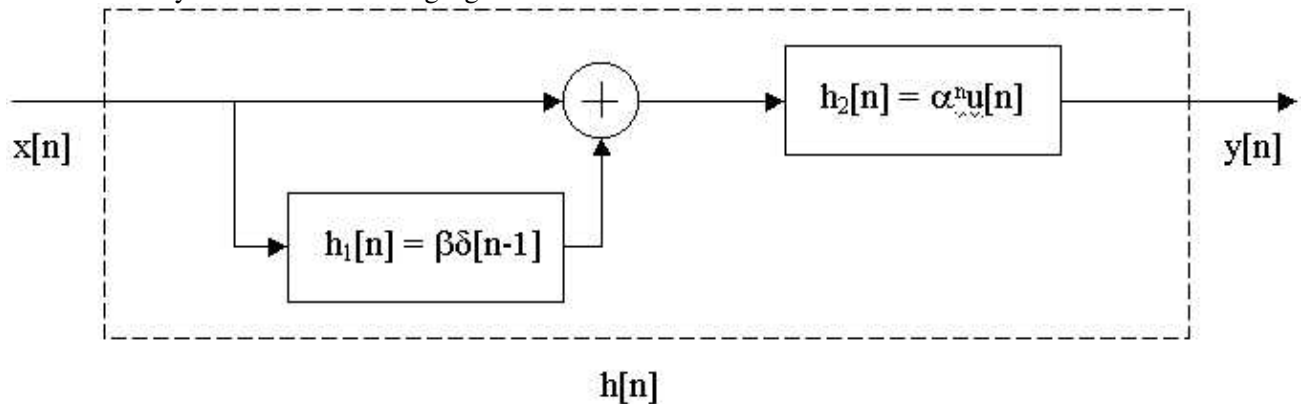 h₂[n] = αⁿu[n]
x[n]
y[n]
h₁[n] = βδ[n-1]
h[n]